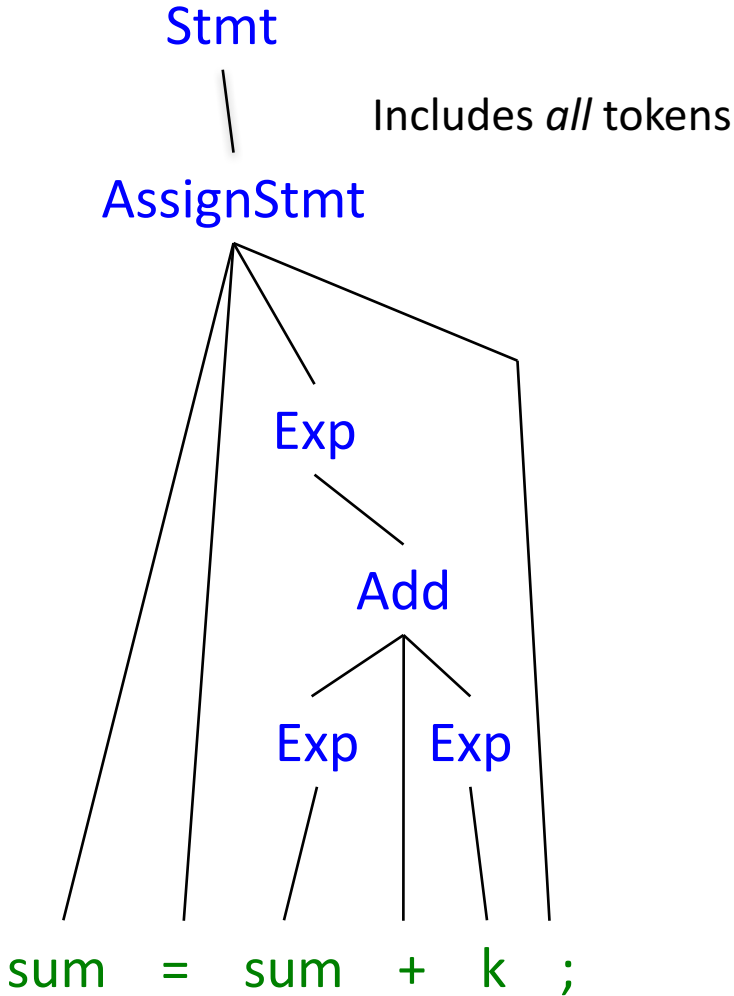 Stmt
Includes all tokens
AssignStmt
Exp
Add
Exp Exp
sum = sum + k ;